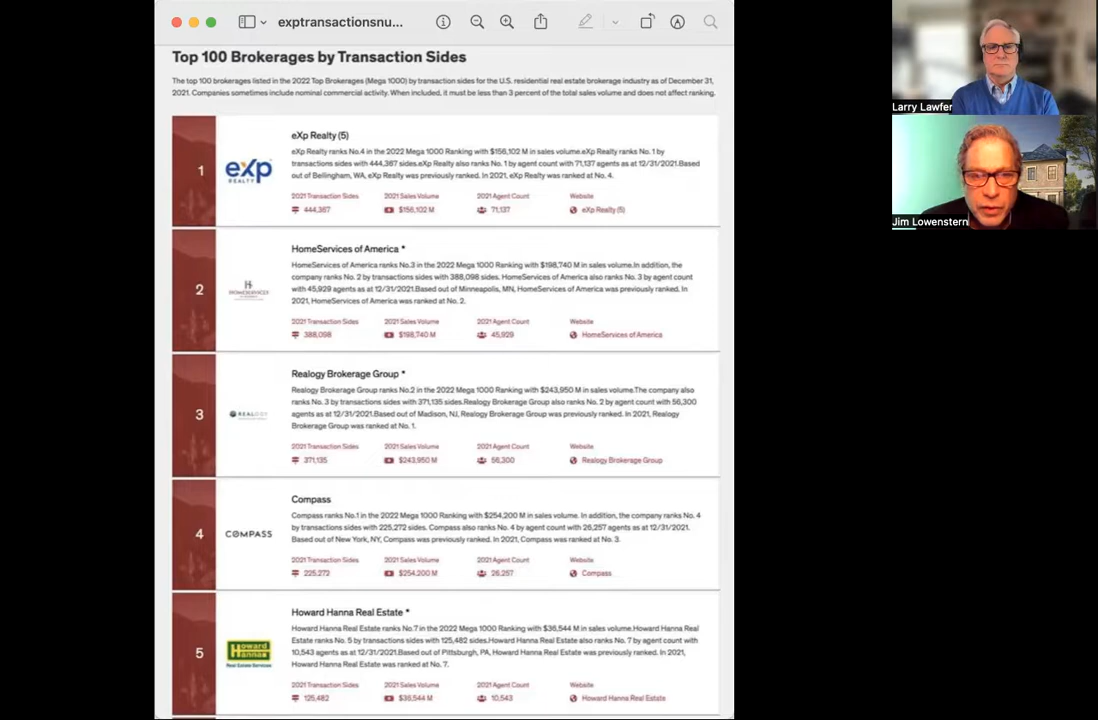 exptransactionsnu...
Top 100 Brokerages by Transaction Sides
The top 100 brokerages listed in the 2022 Top Brokerages (Mega 1000) by transaction sides for the U.S. residential real estate brokerage industry as of December 31,
2021. Companies sometimes include nominal commercial activity. When included, it must be less than 3 percent of the total sales volume and does not affect ranking.
1
eXp
REALTY
eXp Realty (5)
eXp Realty ranks No.4 in the 2022 Mega 1000 Ranking with $156,102 M in sales volume.eXp Realty ranks No. 1 by
transactions sides with 444,367 sides.eXp Realty also ranks No. 1 by agent count with 71,137 agents as at 12/31/2021.Based
out of Bellingham, WA, eXp Realty was previously ranked. In 2021, eXp Realty was ranked at No. 4.
2021 Transaction Sides 2021 Sales Volume 2021 Agent Count Website
444,367 $156,102 M 71,137 eXp Realty (5)
2
HOMESERVICES
HomeServices of America *
HomeServices of America ranks No.3 in the 2022 Mega 1000 Ranking with $198,740 M in sales volume.In addition, the
company ranks No. 2 by transactions sides with 388,098 sides. HomeServices of America also ranks No. 3 by agent count
with 45,929 agents as at 12/31/2021.Based out of Minneapolis, MN, HomeServices of America was previously ranked. In
2021, HomeServices of America was ranked at No. 2.
2021 Transaction Sides 2021 Sales Volume 2021 Agent Count Website
388,098 $198,740 M 45,929 HomeServices of America
3
REALOGY
Realogy Brokerage Group *
Realogy Brokerage Group ranks No.2 in the 2022 Mega 1000 Ranking with $243,950 M in sales volume.The company also
ranks No. 3 by transactions sides with 371,135 sides.Realogy Brokerage Group also ranks No. 2 by agent count with 56,300
agents as at 12/31/2021.Based out of Madison, NJ, Realogy Brokerage Group was previously ranked. In 2021, Realogy
Brokerage Group was ranked at No. 1.
2021 Transaction Sides 2021 Sales Volume 2021 Agent Count Website
371,135 $243,950 M 56,300 Realogy Brokerage Group
4
COMPASS
Compass
Compass ranks No.1 in the 2022 Mega 1000 Ranking with $254,200 M in sales volume. In addition, the company ranks No. 4
by transactions sides with 225,272 sides. Compass also ranks No. 4 by agent count with 26,257 agents as at 12/31/2021.
Based out of New York, NY, Compass was previously ranked. In 2021, Compass was ranked at No. 3.
2021 Transaction Sides 2021 Sales Volume 2021 Agent Count Website
225,272 $254,200 M 26,257 Compass
5
Howard
Hanna
Real Estate Services
Howard Hanna Real Estate *
Howard Hanna Real Estate ranks No.7 in the 2022 Mega 1000 Ranking with $36,544 M in sales volume.Howard Hanna Real
Estate ranks No. 5 by transactions sides with 125,482 sides.Howard Hanna Real Estate also ranks No. 7 by agent count with
10,543 agents as at 12/31/2021.Based out of Pittsburgh, PA, Howard Hanna Real Estate was previously ranked. In 2021,
Howard Hanna Real Estate was ranked at No. 7.
2021 Transaction Sides 2021 Sales Volume 2021 Agent Count Website
125,482 $36,544 M 10,543 Howard Hanna Real Estate
Larry Lawfer
Jim Lowenstern